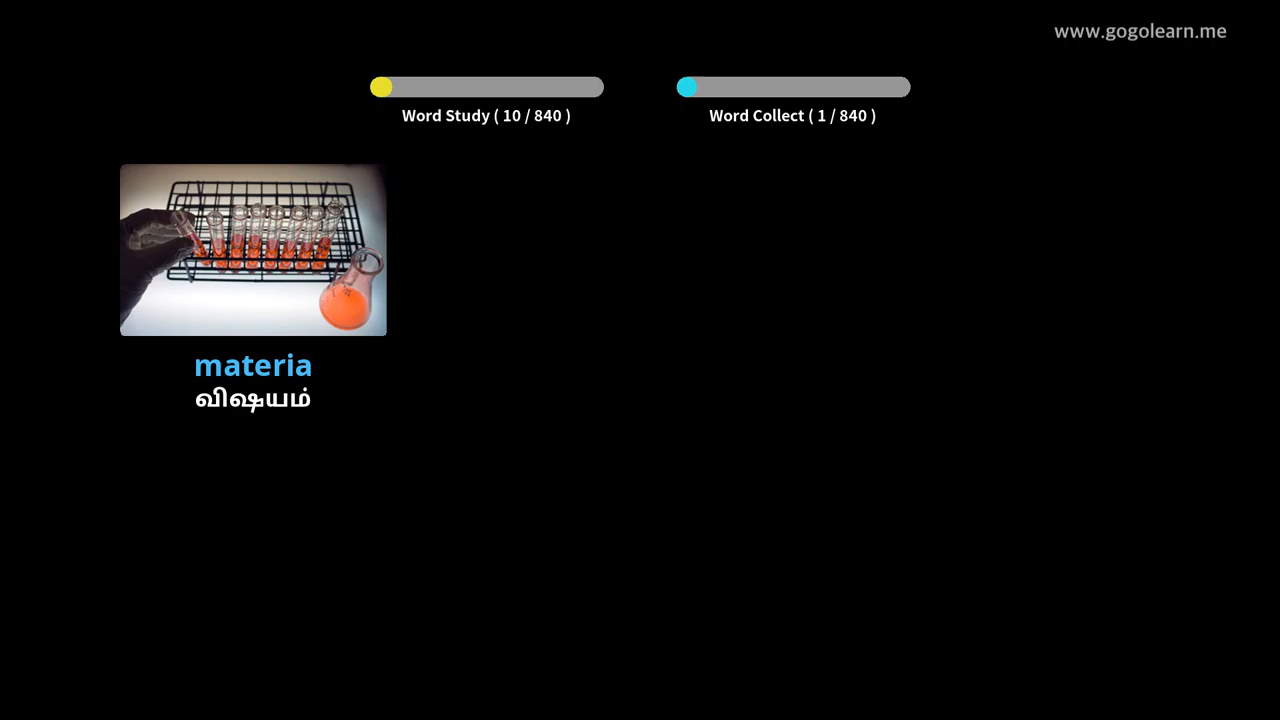 www.gogolearn.me
Word Study ( 10 / 840 )
Word Collect ( 1 / 840 )
materia
விஷயம்